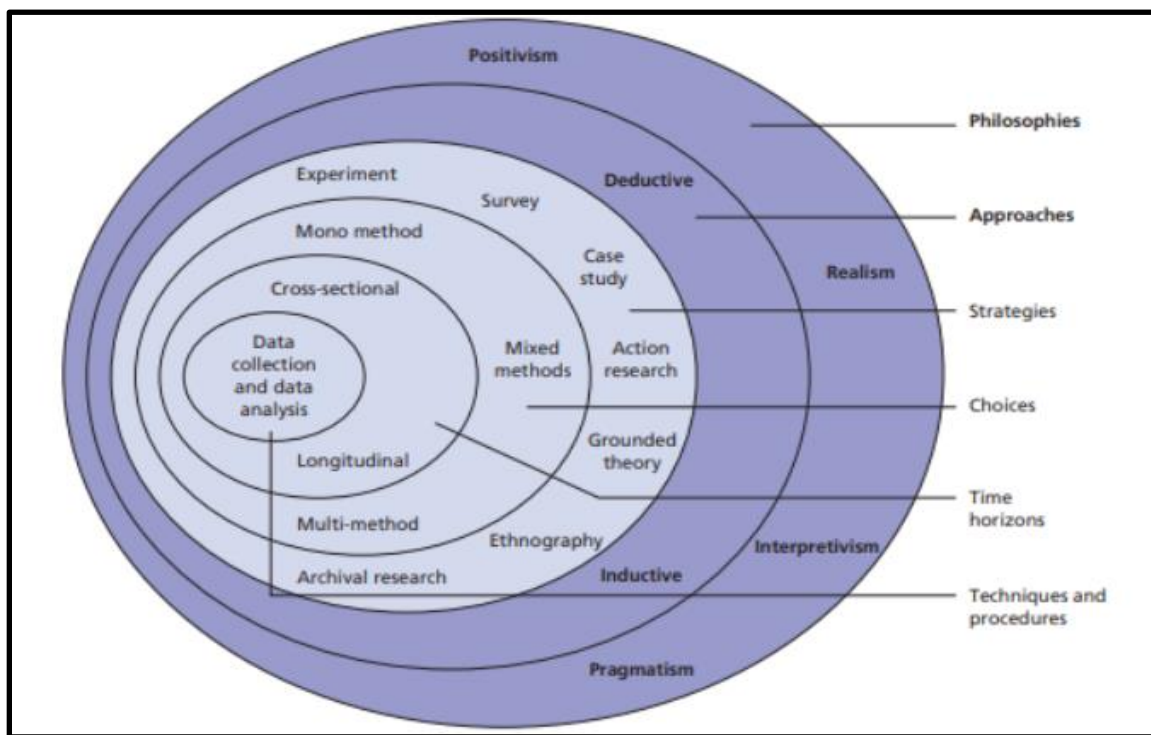 Positivism
Philosophies
Experiment
Deductive
Survey
Approaches
Mono method
Case
study
Realism
Cross-sectional
Strategies
Data
collection
and data
analysis
Mixed
methods
Action
research
Choices
Grounded
theory
Longitudinal
Time
horizons
Multi-method
Ethnography
Interpretivism
Archival research
Inductive
Techniques and
procedures
Pragmatism